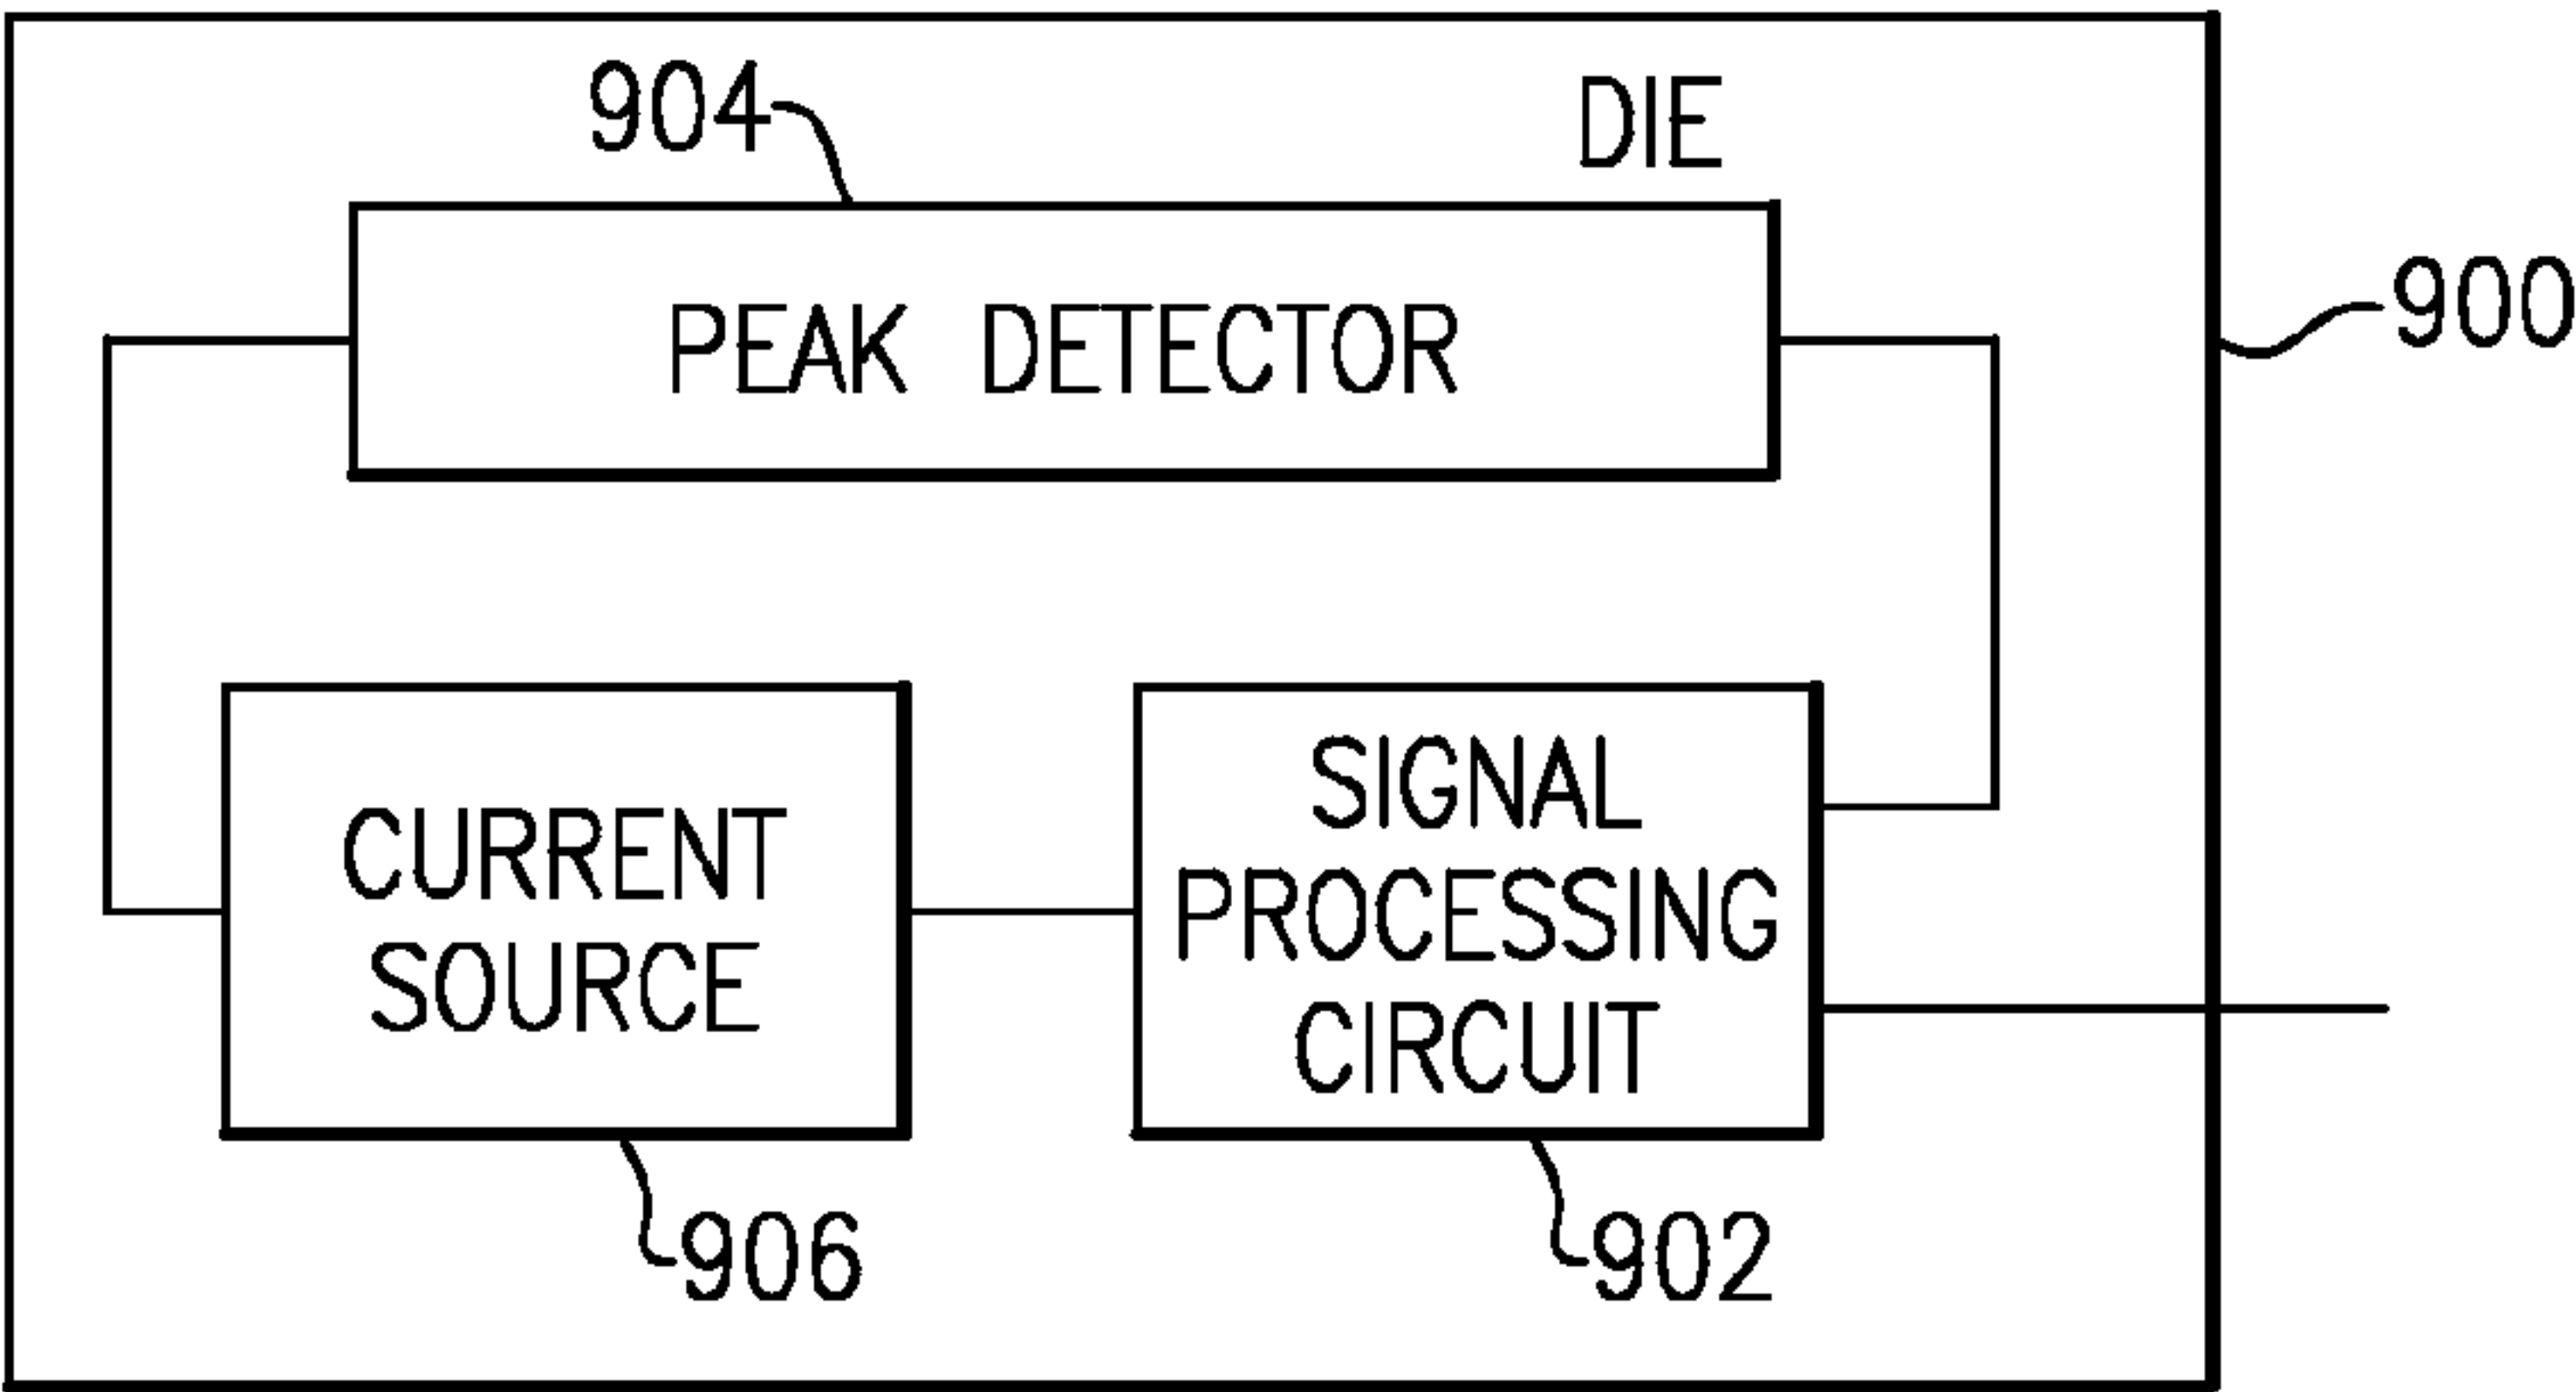 904
DIE
900
PEAK DETECTOR
CURRENT
SOURCE
SIGNAL
PROCESSING
CIRCUIT
906
902